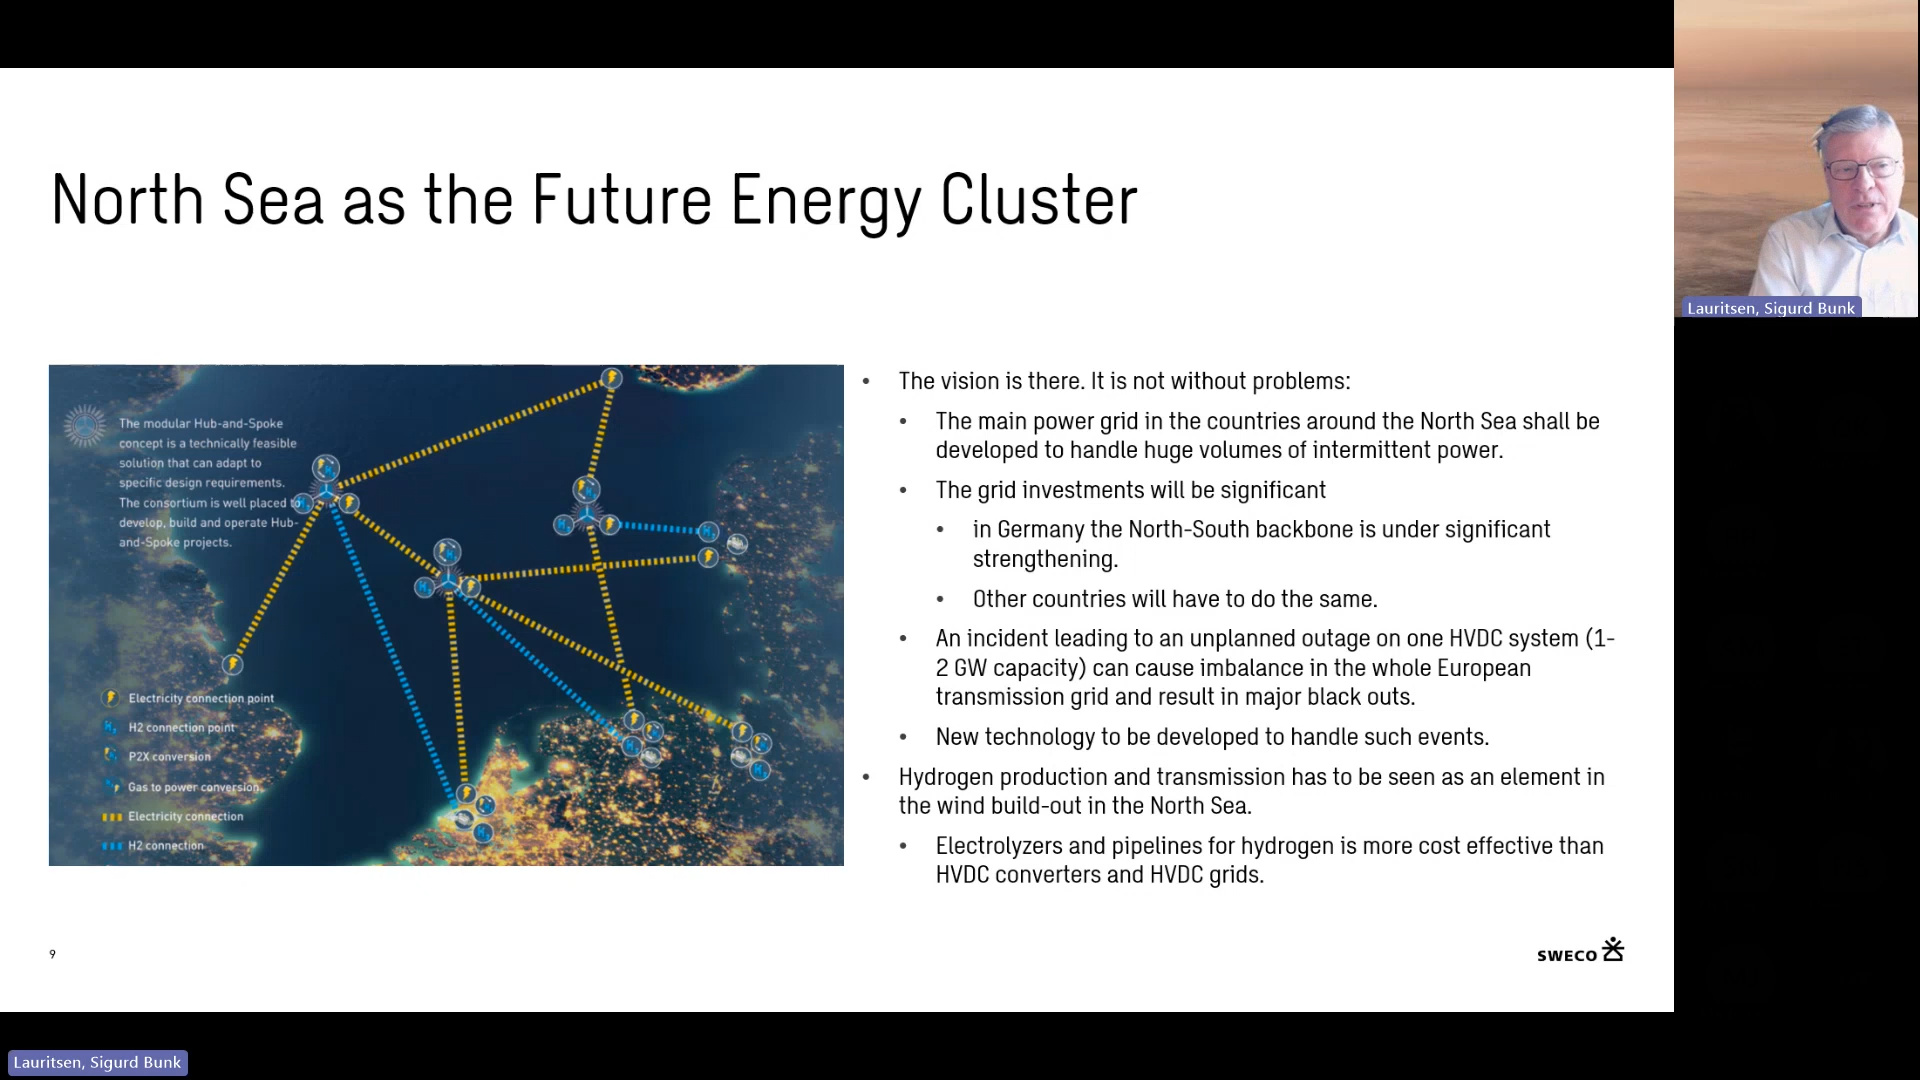 North Sea as the Future Energy Cluster
The modular Hub-and-Spoke
concept is a technically feasible
solution that can adapt to
specific design requirements.
The consortium is well placed to
develop, build and operate Hub-
and-Spoke projects.
Electricity connection point
H2 connection point
P2X conversion
Gas to power conversion
Electricity connection
H2 connection
• The vision is there. It is not without problems:
• The main power grid in the countries around the North Sea shall be
developed to handle huge volumes of intermittent power.
• The grid investments will be significant
• in Germany the North-South backbone is under significant
strengthening.
• Other countries will have to do the same.
• An incident leading to an unplanned outage on one HVDC system (1-
2 GW capacity) can cause imbalance in the whole European
transmission grid and result in major black outs.
• New technology to be developed to handle such events.
• Hydrogen production and transmission has to be seen as an element in
the wind build-out in the North Sea.
• Electrolyzers and pipelines for hydrogen is more cost effective than
HVDC converters and HVDC grids.
9
SWECO
Lauritsen, Sigurd Bunk
Lauritsen, Sigurd Bunk